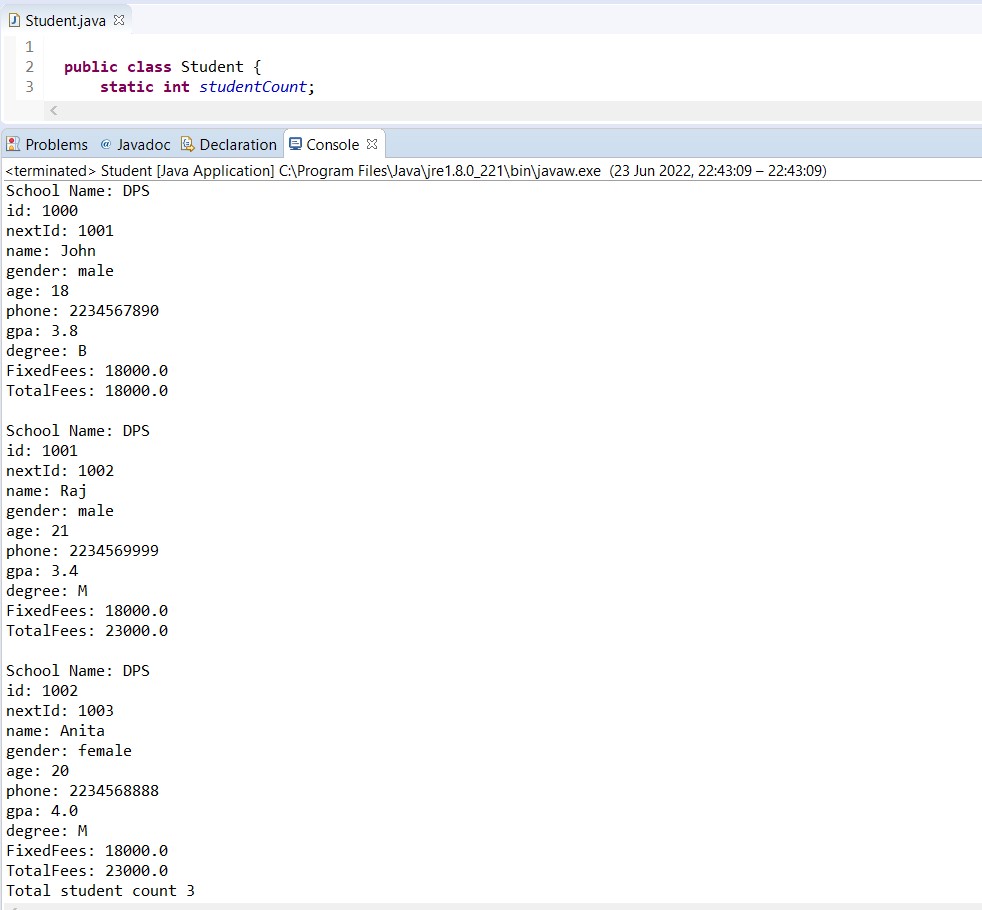 Student.java
1
2 public class Student {
3 static int studentCount;
Problems @ Javadoc Declaration Console
<terminated> Student [Java Application] C:\Program Files\Java\jre1.8.0_221\bin\javaw.exe (23 Jun 2022, 22:43:09 – 22:43:09)
School Name: DPS
id: 1000
nextId: 1001
name: John
gender: male
age: 18
phone: 2234567890
gpa: 3.8
degree: B
FixedFees: 18000.0
TotalFees: 18000.0

School Name: DPS
id: 1001
nextId: 1002
name: Raj
gender: male
age: 21
phone: 2234569999
gpa: 3.4
degree: M
FixedFees: 18000.0
TotalFees: 23000.0

School Name: DPS
id: 1002
nextId: 1003
name: Anita
gender: female
age: 20
phone: 2234568888
gpa: 4.0
degree: M
FixedFees: 18000.0
TotalFees: 23000.0
Total student count 3